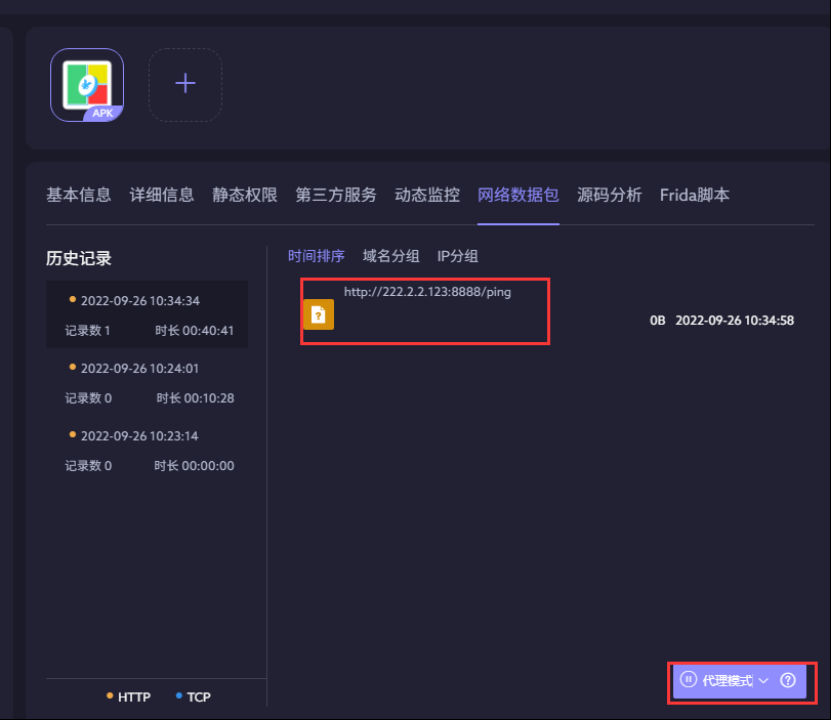 APK
基本信息 详细信息 静态权限 第三方服务 动态监控 网络数据包 源码分析 Frida脚本
历史记录
2022-09-26 10:34:34
记录数 1 时长 00:40:41
2022-09-26 10:24:01
记录数 0 时长 00:10:28
2022-09-26 10:23:14
记录数 0 时长 00:00:00
HTTP TCP
时间排序 域名分组 IP分组
http://222.2.2.123:8888/ping
0B 2022-09-26 10:34:58
代理模式